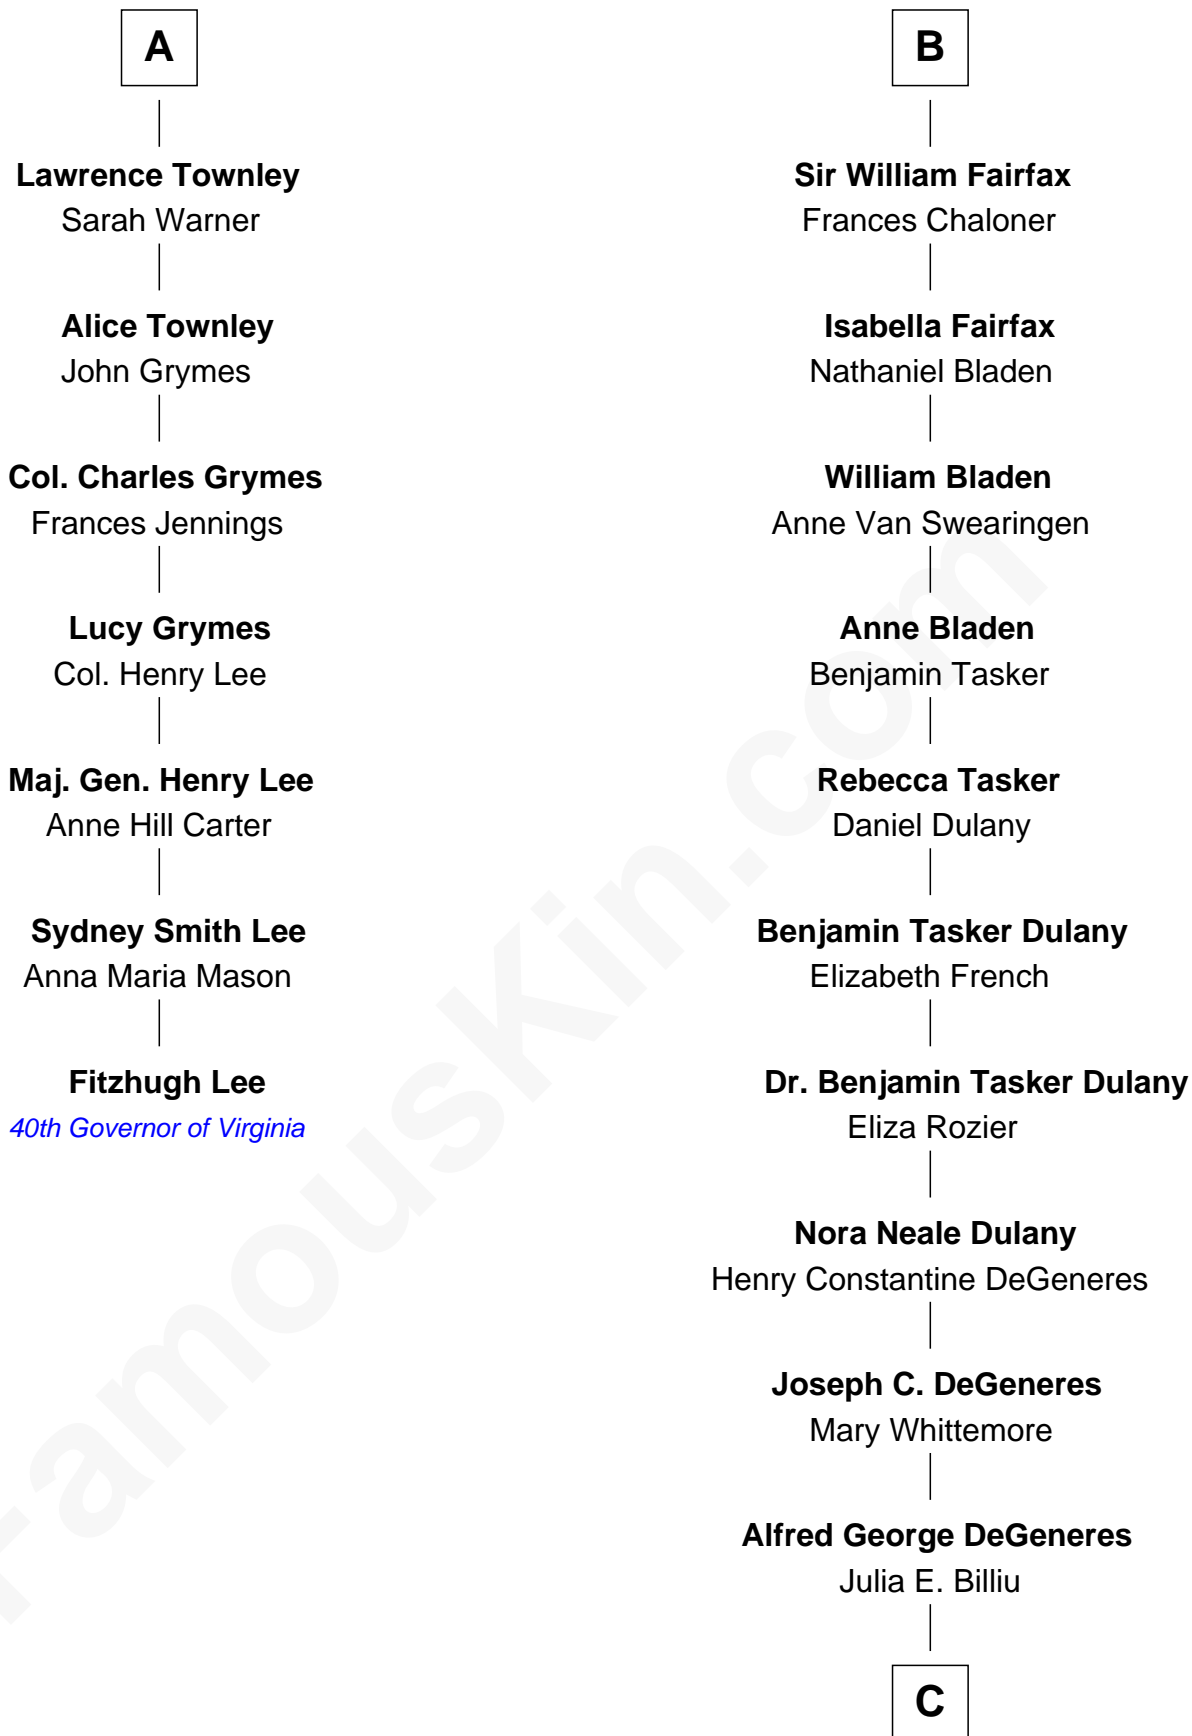 A
Lawrence Townley
Sarah Warner
Alice Townley
John Grymes
Col. Charles Grymes
Frances Jennings
Lucy Grymes
Col. Henry Lee
Maj. Gen. Henry Lee
Anne Hill Carter
Sydney Smith Lee
Anna Maria Mason
Fitzhugh Lee
40th Governor of Virginia
B
Sir William Fairfax
Frances Chaloner
Isabella Fairfax
Nathaniel Bladen
William Bladen
Anne Van Swearingen
Anne Bladen
Benjamin Tasker
Rebecca Tasker
Daniel Dulany
Benjamin Tasker Dulany
Elizabeth French
Dr. Benjamin Tasker Dulany
Eliza Rozier
Nora Neale Dulany
Henry Constantine DeGeneres
Joseph C. DeGeneres
Mary Whittemore
Alfred George DeGeneres
Julia E. Billiu
C
FamousKin.com